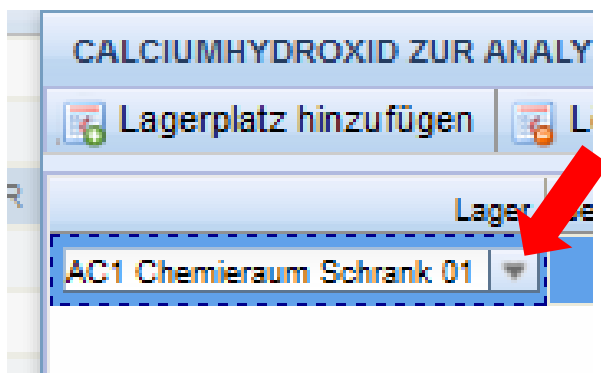 CALCIUMHYDROXID ZUR ANALY
Lagerplatz hinzufügen L
R Lager
AC1 Chemieraum Schrank 01